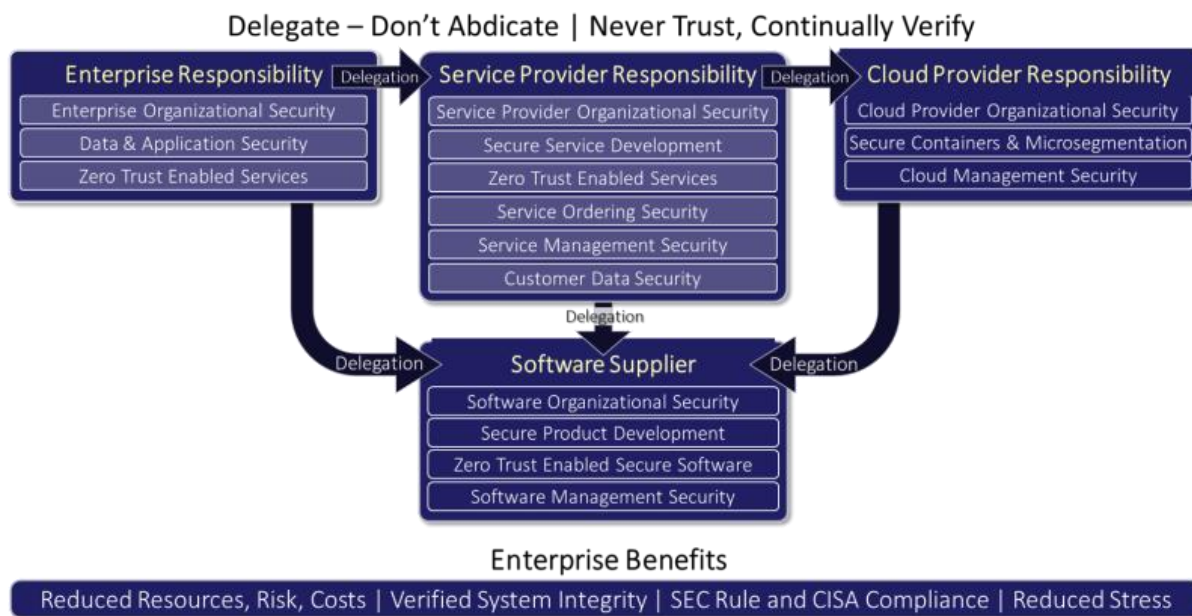 Delegate – Don't Abdicate | Never Trust, Continually Verify
Enterprise Responsibility
Enterprise Organizational Security
Data & Application Security
Zero Trust Enabled Services
Delegation
Service Provider Responsibility
Service Provider Organizational Security
Secure Service Development
Zero Trust Enabled Services
Service Ordering Security
Service Management Security
Customer Data Security
Delegation
Cloud Provider Responsibility
Cloud Provider Organizational Security
Secure Containers & Microsegmentation
Cloud Management Security
Delegation
Delegation
Delegation
Software Supplier
Software Organizational Security
Secure Product Development
Zero Trust Enabled Secure Software
Software Management Security
Enterprise Benefits
Reduced Resources, Risk, Costs | Verified System Integrity | SEC Rule and CISA Compliance | Reduced Stress